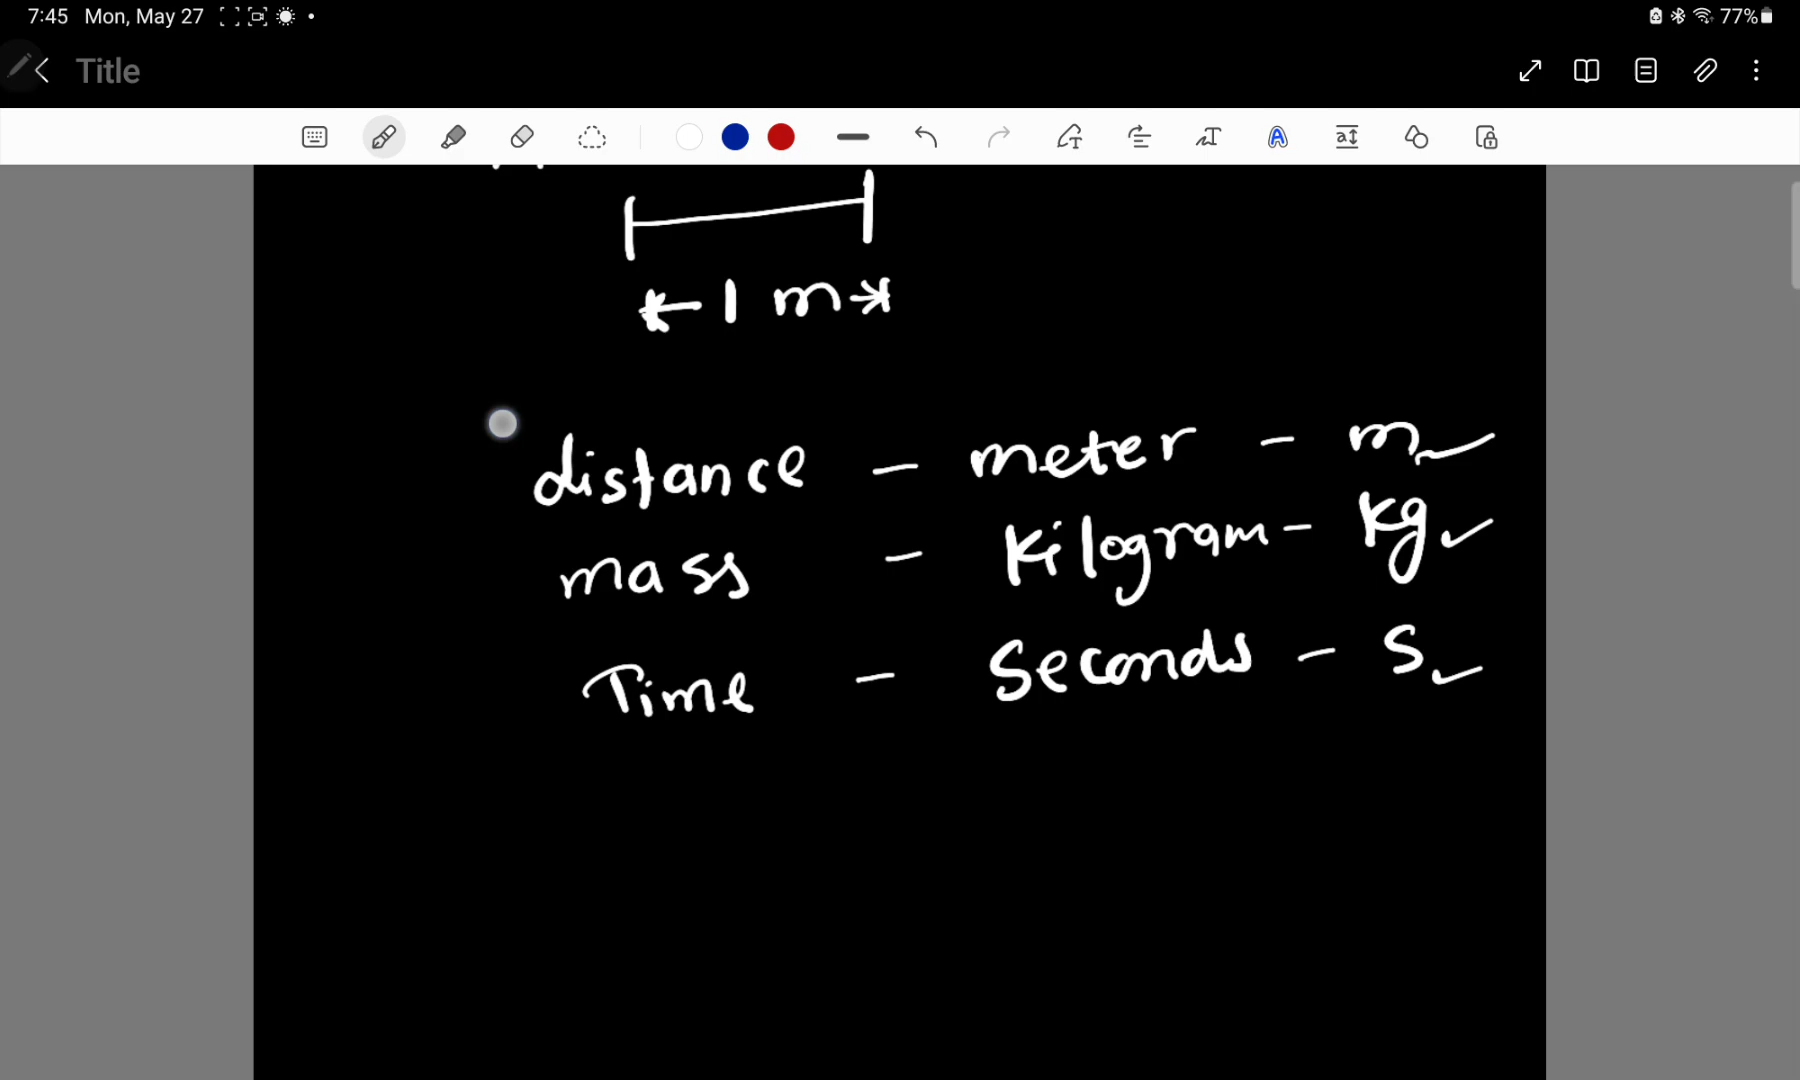 7:45 Mon, May 27
77%
Title
1 m
distance - meter - m
mass - kilogram - kg
Time - Seconds - s